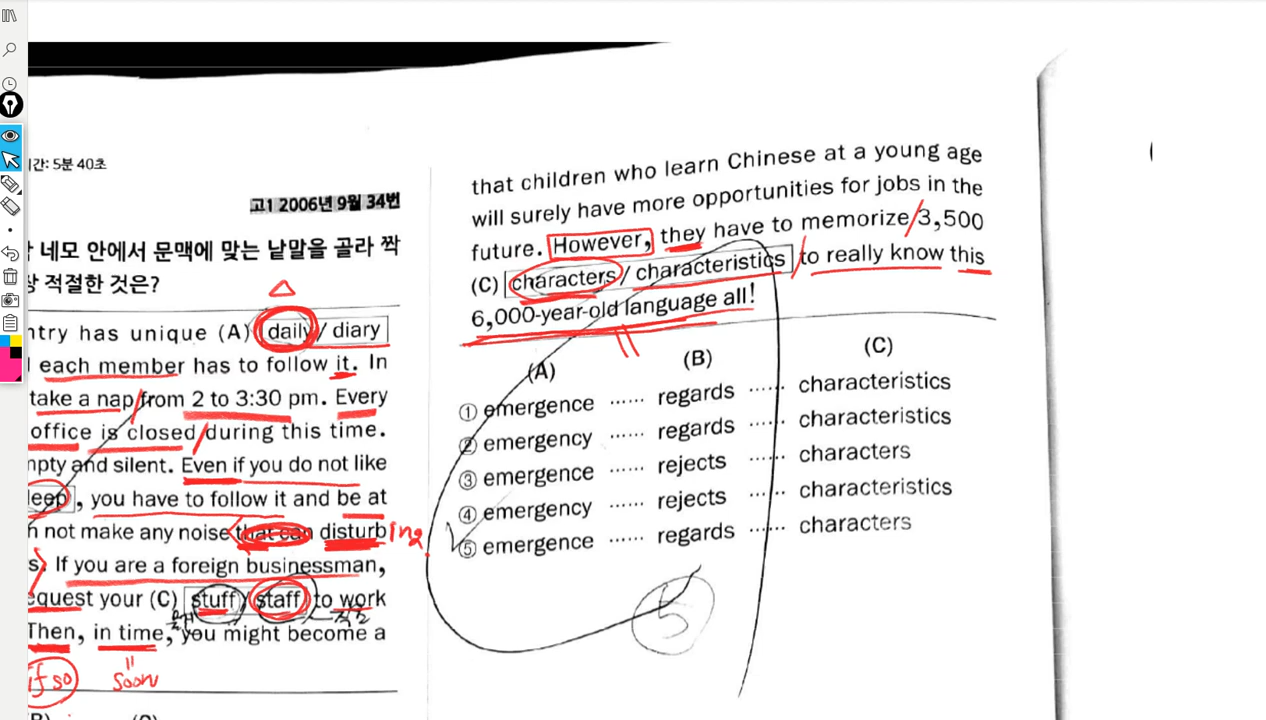 간: 5분 40초
고1 2006년 9월 34번
네모 안에서 문맥에 맞는 낱말을 골라 짝
적절한 것은?
ntry has unique (A) daily / diary
each member has to follow it. In
take a nap from 2 to 3:30 pm. Every
office is closed during this time.
mpty and silent. Even if you do not like
leep, you have to follow it and be at
n not make any noise that can disturbing
s. If you are a foreign businessman,
equest your (C) stuff / staff to work
직원
Then, in time, you might become a
if so
"
soon
(B) (C)
that children who learn Chinese at a young age
will surely have more opportunities for jobs in the
future. However, they have to memorize 3,500
(C) characters / characteristics to really know this
6,000-year-old language all!
(A) (B) (C)
① emergence ...... regards ...... characteristics
② emergency ...... regards ...... characteristics
③ emergence ...... rejects ...... characters
④ emergency ...... rejects ...... characteristics
⑤ emergence ...... regards ...... characters
5